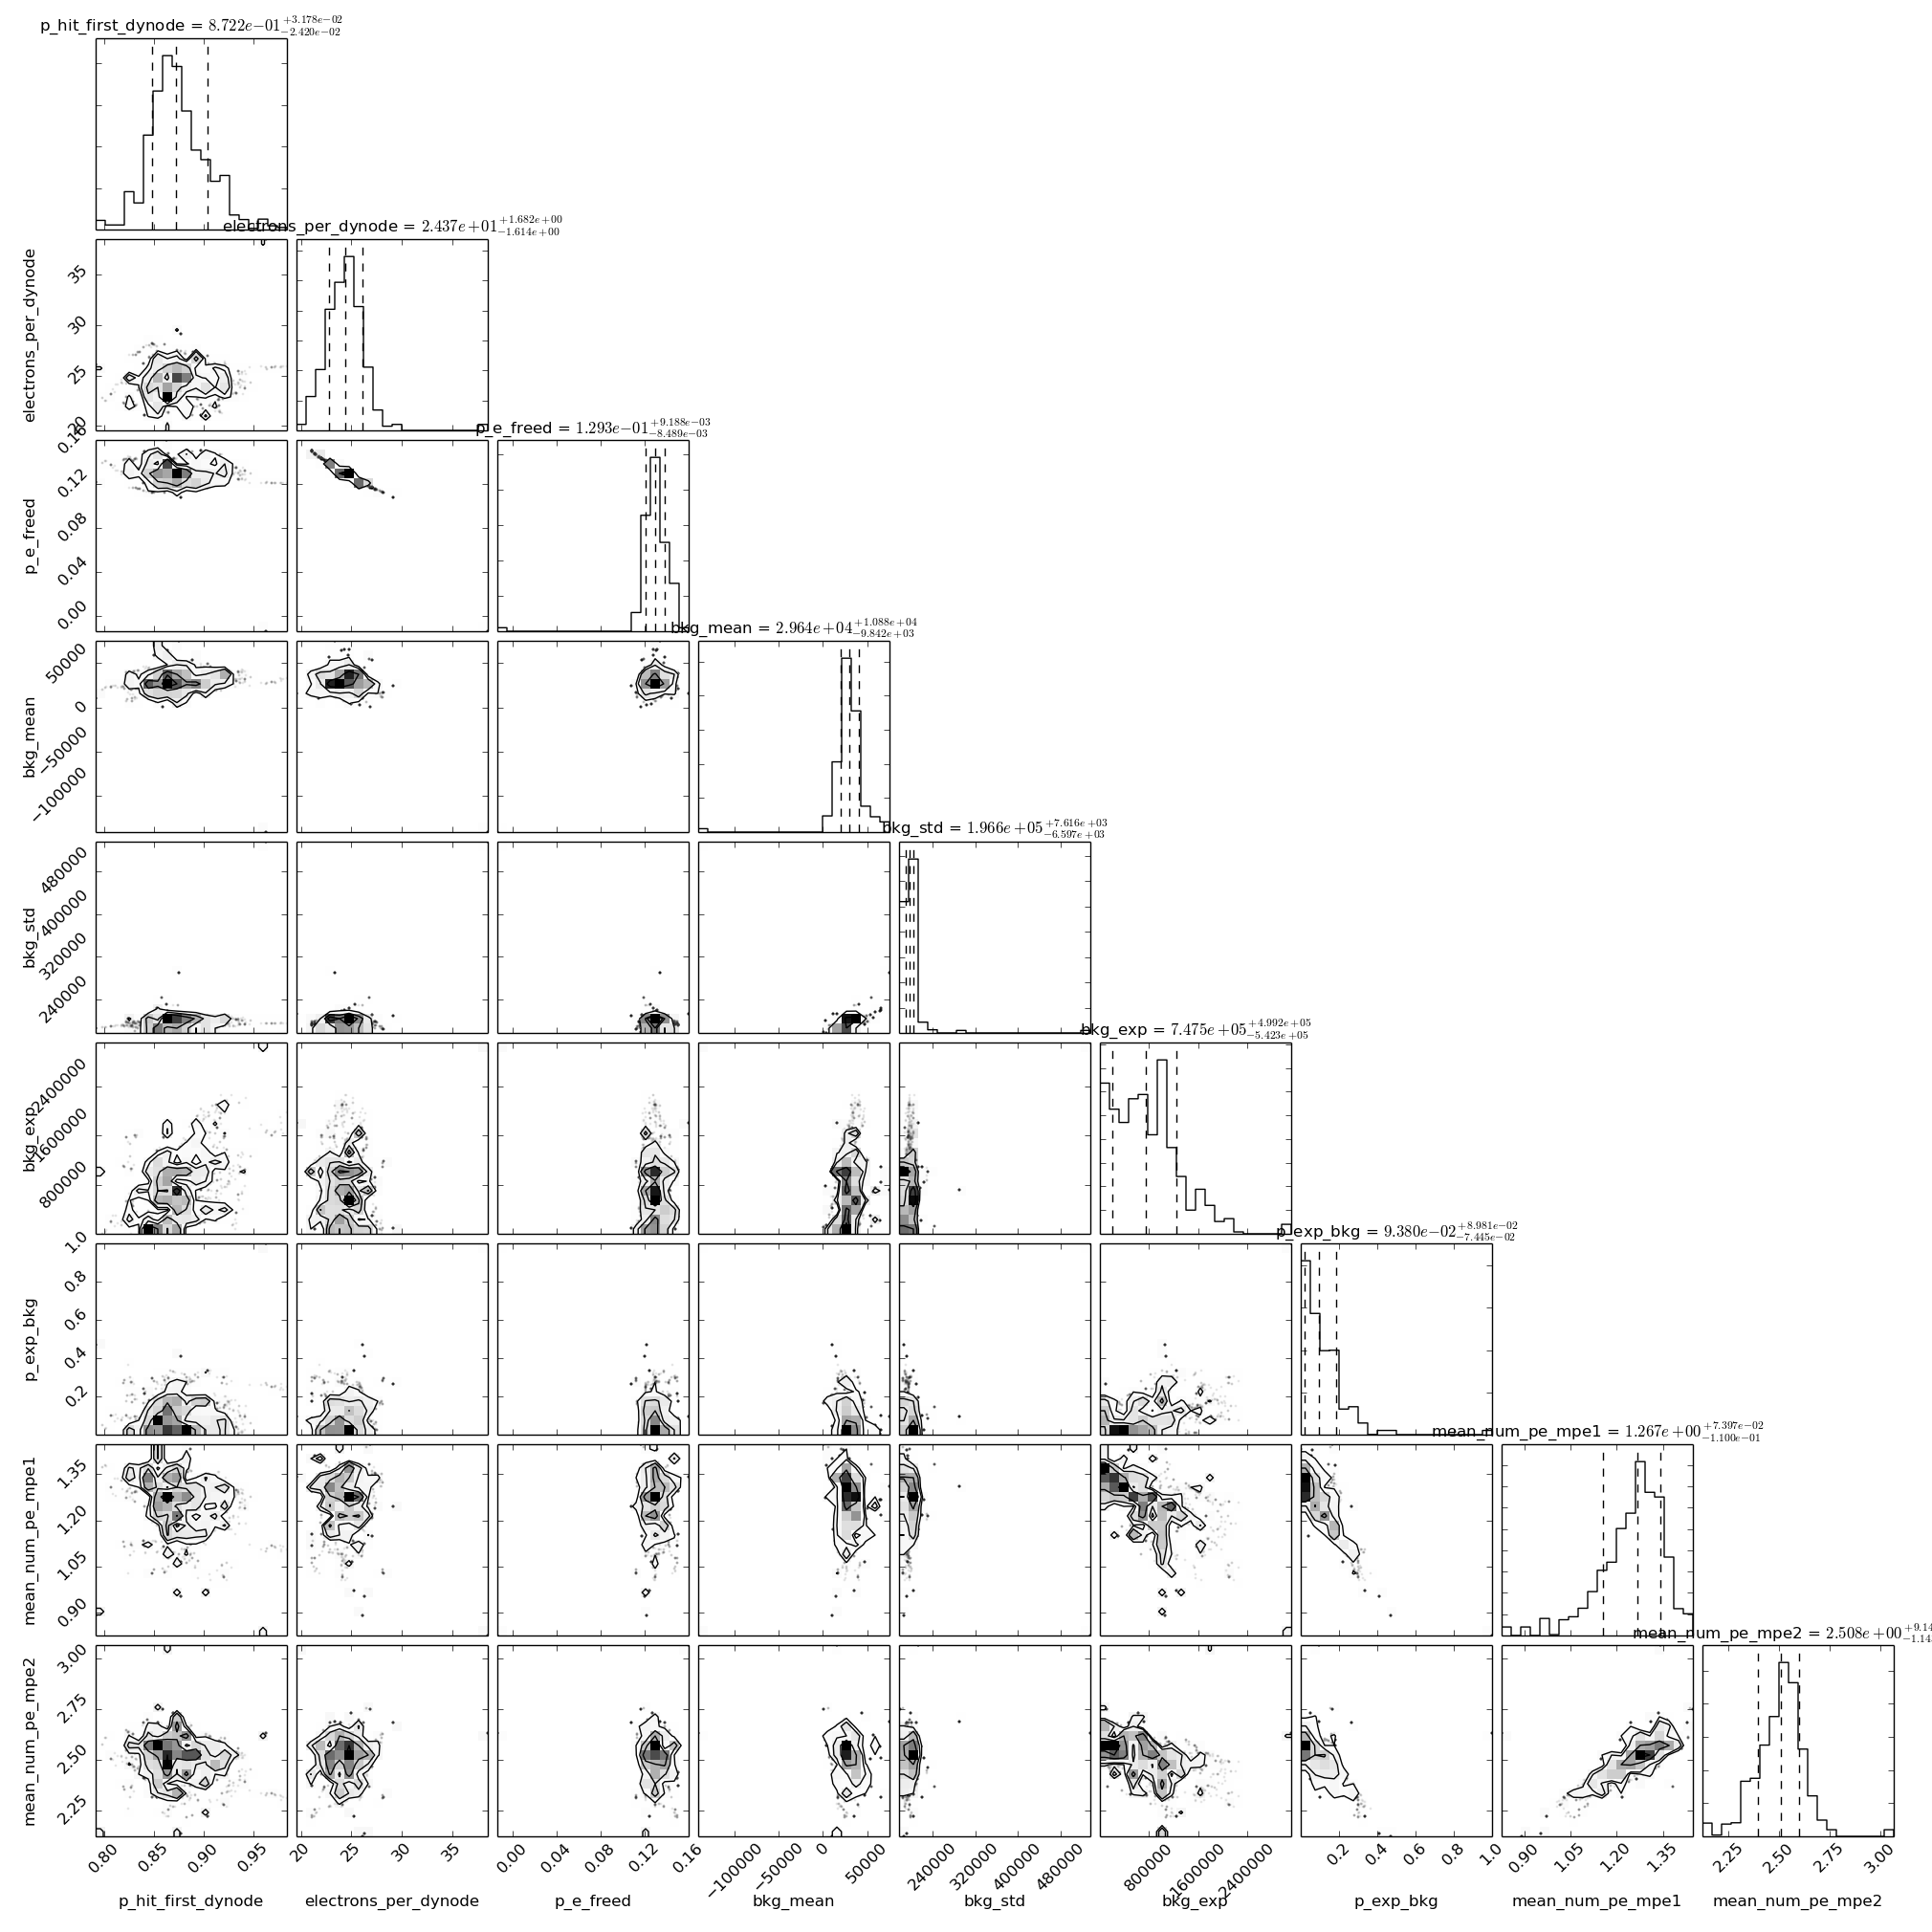 p_hit_first_dynode = 8.722e−01 +3.178e−02 −2.420e−02
electrons_per_dynode = 2.437e+01 +1.682e+00 −1.614e+00
electrons_per_dynode
35
30
25
20
p_e_freed = 1.293e−01 +9.188e−03 −8.489e−03
p_e_freed
0.16
0.12
0.08
0.04
0.00
bkg_mean = 2.964e+04 +1.088e+04 −9.842e+03
bkg_mean
50000
0
−50000
−100000
bkg_std = 1.966e+05 +7.616e+03 −6.597e+03
bkg_std
480000
400000
320000
240000
bkg_exp = 7.475e+05 +4.992e+05 −5.423e+05
bkg_exp
2400000
1600000
800000
p_exp_bkg = 9.380e−02 +8.981e−02 −7.445e−02
p_exp_bkg
1.0
0.8
0.6
0.4
0.2
mean_num_pe_mpe1 = 1.267e+00 +7.397e−02 −1.100e−01
mean_num_pe_mpe1
1.35
1.20
1.05
0.90
mean_num_pe_mpe2 = 2.508e+00 +9.14 −1.14
mean_num_pe_mpe2
3.00
2.75
2.50
2.25
0.80 0.85 0.90 0.95 20 25 30 35 0.00 0.04 0.08 0.12 0.16 −100000 −50000 0 50000 240000 320000 400000 480000 800000 1600000 2400000 0.2 0.4 0.6 0.8 1.0 0.90 1.05 1.20 1.35 2.25 2.50 2.75 3.00
p_hit_first_dynode electrons_per_dynode p_e_freed bkg_mean bkg_std bkg_exp p_exp_bkg mean_num_pe_mpe1 mean_num_pe_mpe2